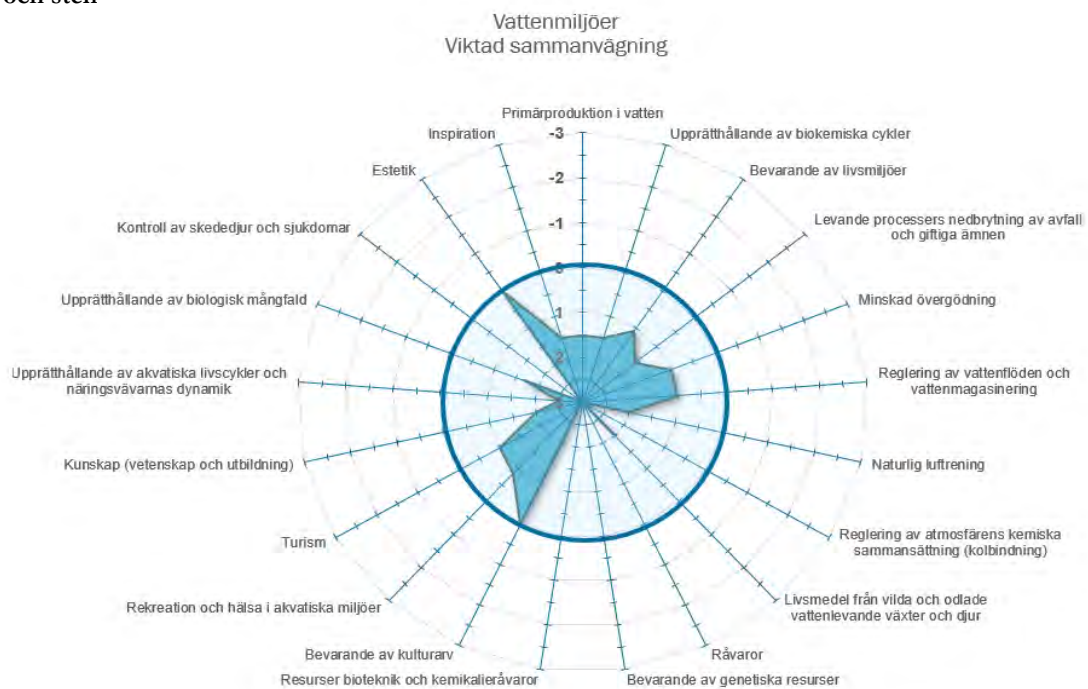 och sten
Vattenmiljöer
Viktad sammanvägning
Primärproduktion i vatten
Inspiration
-3
Upprätthållande av biokemiska cykler
Estetik
-2
Bevarande av livsmiljöer
Kontroll av skededjur och sjukdomar
-1
Levande processers nedbrytning av avfall
och giftiga ämnen
Upprätthållande av biologisk mångfald
0
Minskad övergödning
1
2
Upprätthållande av akvatiska livscykler och
näringsvävarnas dynamik
3
Reglering av vattenflöden och
vattenmagasinering
Kunskap (vetenskap och utbildning)
Naturlig luftrening
Turism
Reglering av atmosfärens kemiska
sammansättning (kolbindning)
Rekreation och hälsa i akvatiska miljöer
Livsmedel från vilda och odlade
vattenlevande växter och djur
Bevarande av kulturarv
Råvaror
Resurser bioteknik och kemikalieråvaror
Bevarande av genetiska resurser